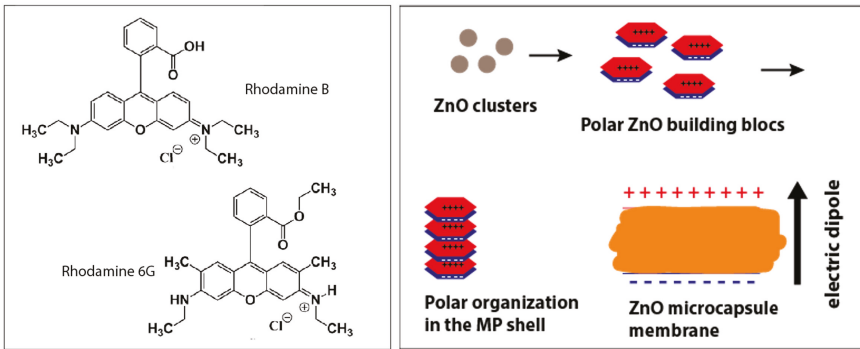 OH
O
Rhodamine B
H₃C
N
O
N
⊕
CH₃
H₃C
Cl⊖
CH₃
O
CH₃
O
Rhodamine 6G
H₃C
CH₃
HN
O
N
H
⊕
H₃C
Cl⊖
CH₃
ZnO clusters
++++
++++
++++
++++
Polar ZnO building blocs
++++
++++
++++
++++
Polar organization
in the MP shell
+ + + + + + + + +
- - - - - - - - -
ZnO microcapsule
membrane
electric dipole